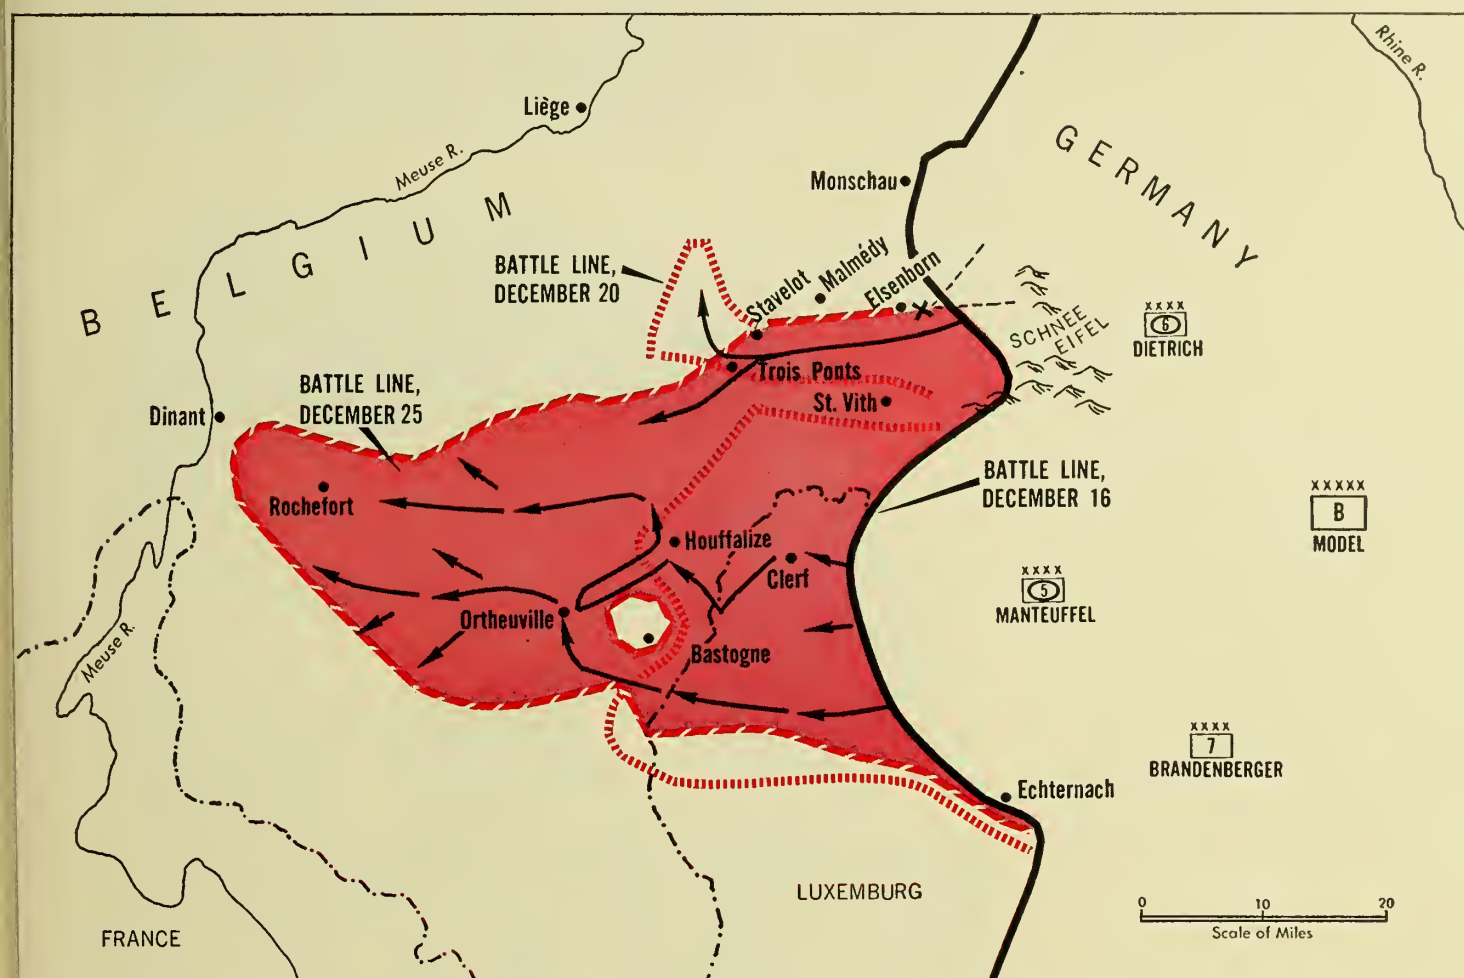 Rhine R.
Liège
GERMANY
Meuse R.
Monschau
BELGIUM
BATTLE LINE,
DECEMBER 20
Stavelot
Malmédy
Elsenborn
SCHNEE
EIFEL
XXXX
6
DIETRICH
Trois Ponts
BATTLE LINE,
DECEMBER 25
St. Vith
Dinant
BATTLE LINE,
DECEMBER 16
Rochefort
XXXXX
B
MODEL
Houffalize
Clerf
XXXX
5
MANTEUFFEL
Ortheuville
Meuse R.
Bastogne
XXXX
7
BRANDENBERGER
Echternach
LUXEMBURG
FRANCE
0 10 20
Scale of Miles